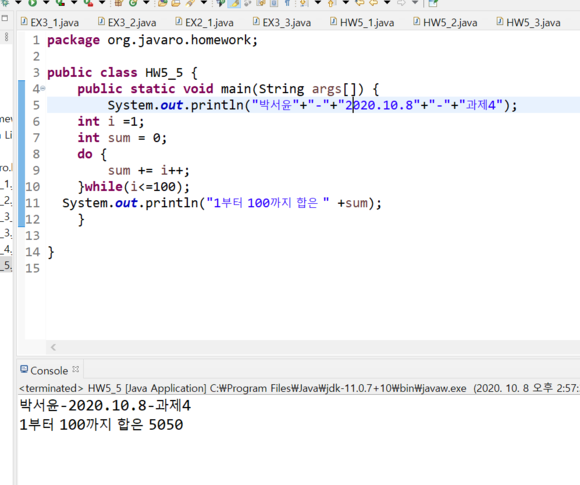 EX3_1.java EX3_2.java EX2_1.java EX3_3.java HW5_1.java HW5_2.java HW5_3.java
1 package org.javaro.homework;
2
3 public class HW5_5 {
4 public static void main(String args[]) {
5 System.out.println("박서윤"+"-"+"2020.10.8"+"-"+"과제4");
6 int i =1;
7 int sum = 0;
8 do {
9 sum += i++;
10 }while(i<=100);
11 System.out.println("1부터 100까지 합은 " +sum);
12 }
13
14 }
15
Console
<terminated> HW5_5 [Java Application] C:₩Program Files₩Java₩jdk-11.0.7+10₩bin₩javaw.exe (2020. 10. 8 오후 2:57:
박서윤-2020.10.8-과제4
1부터 100까지 합은 5050